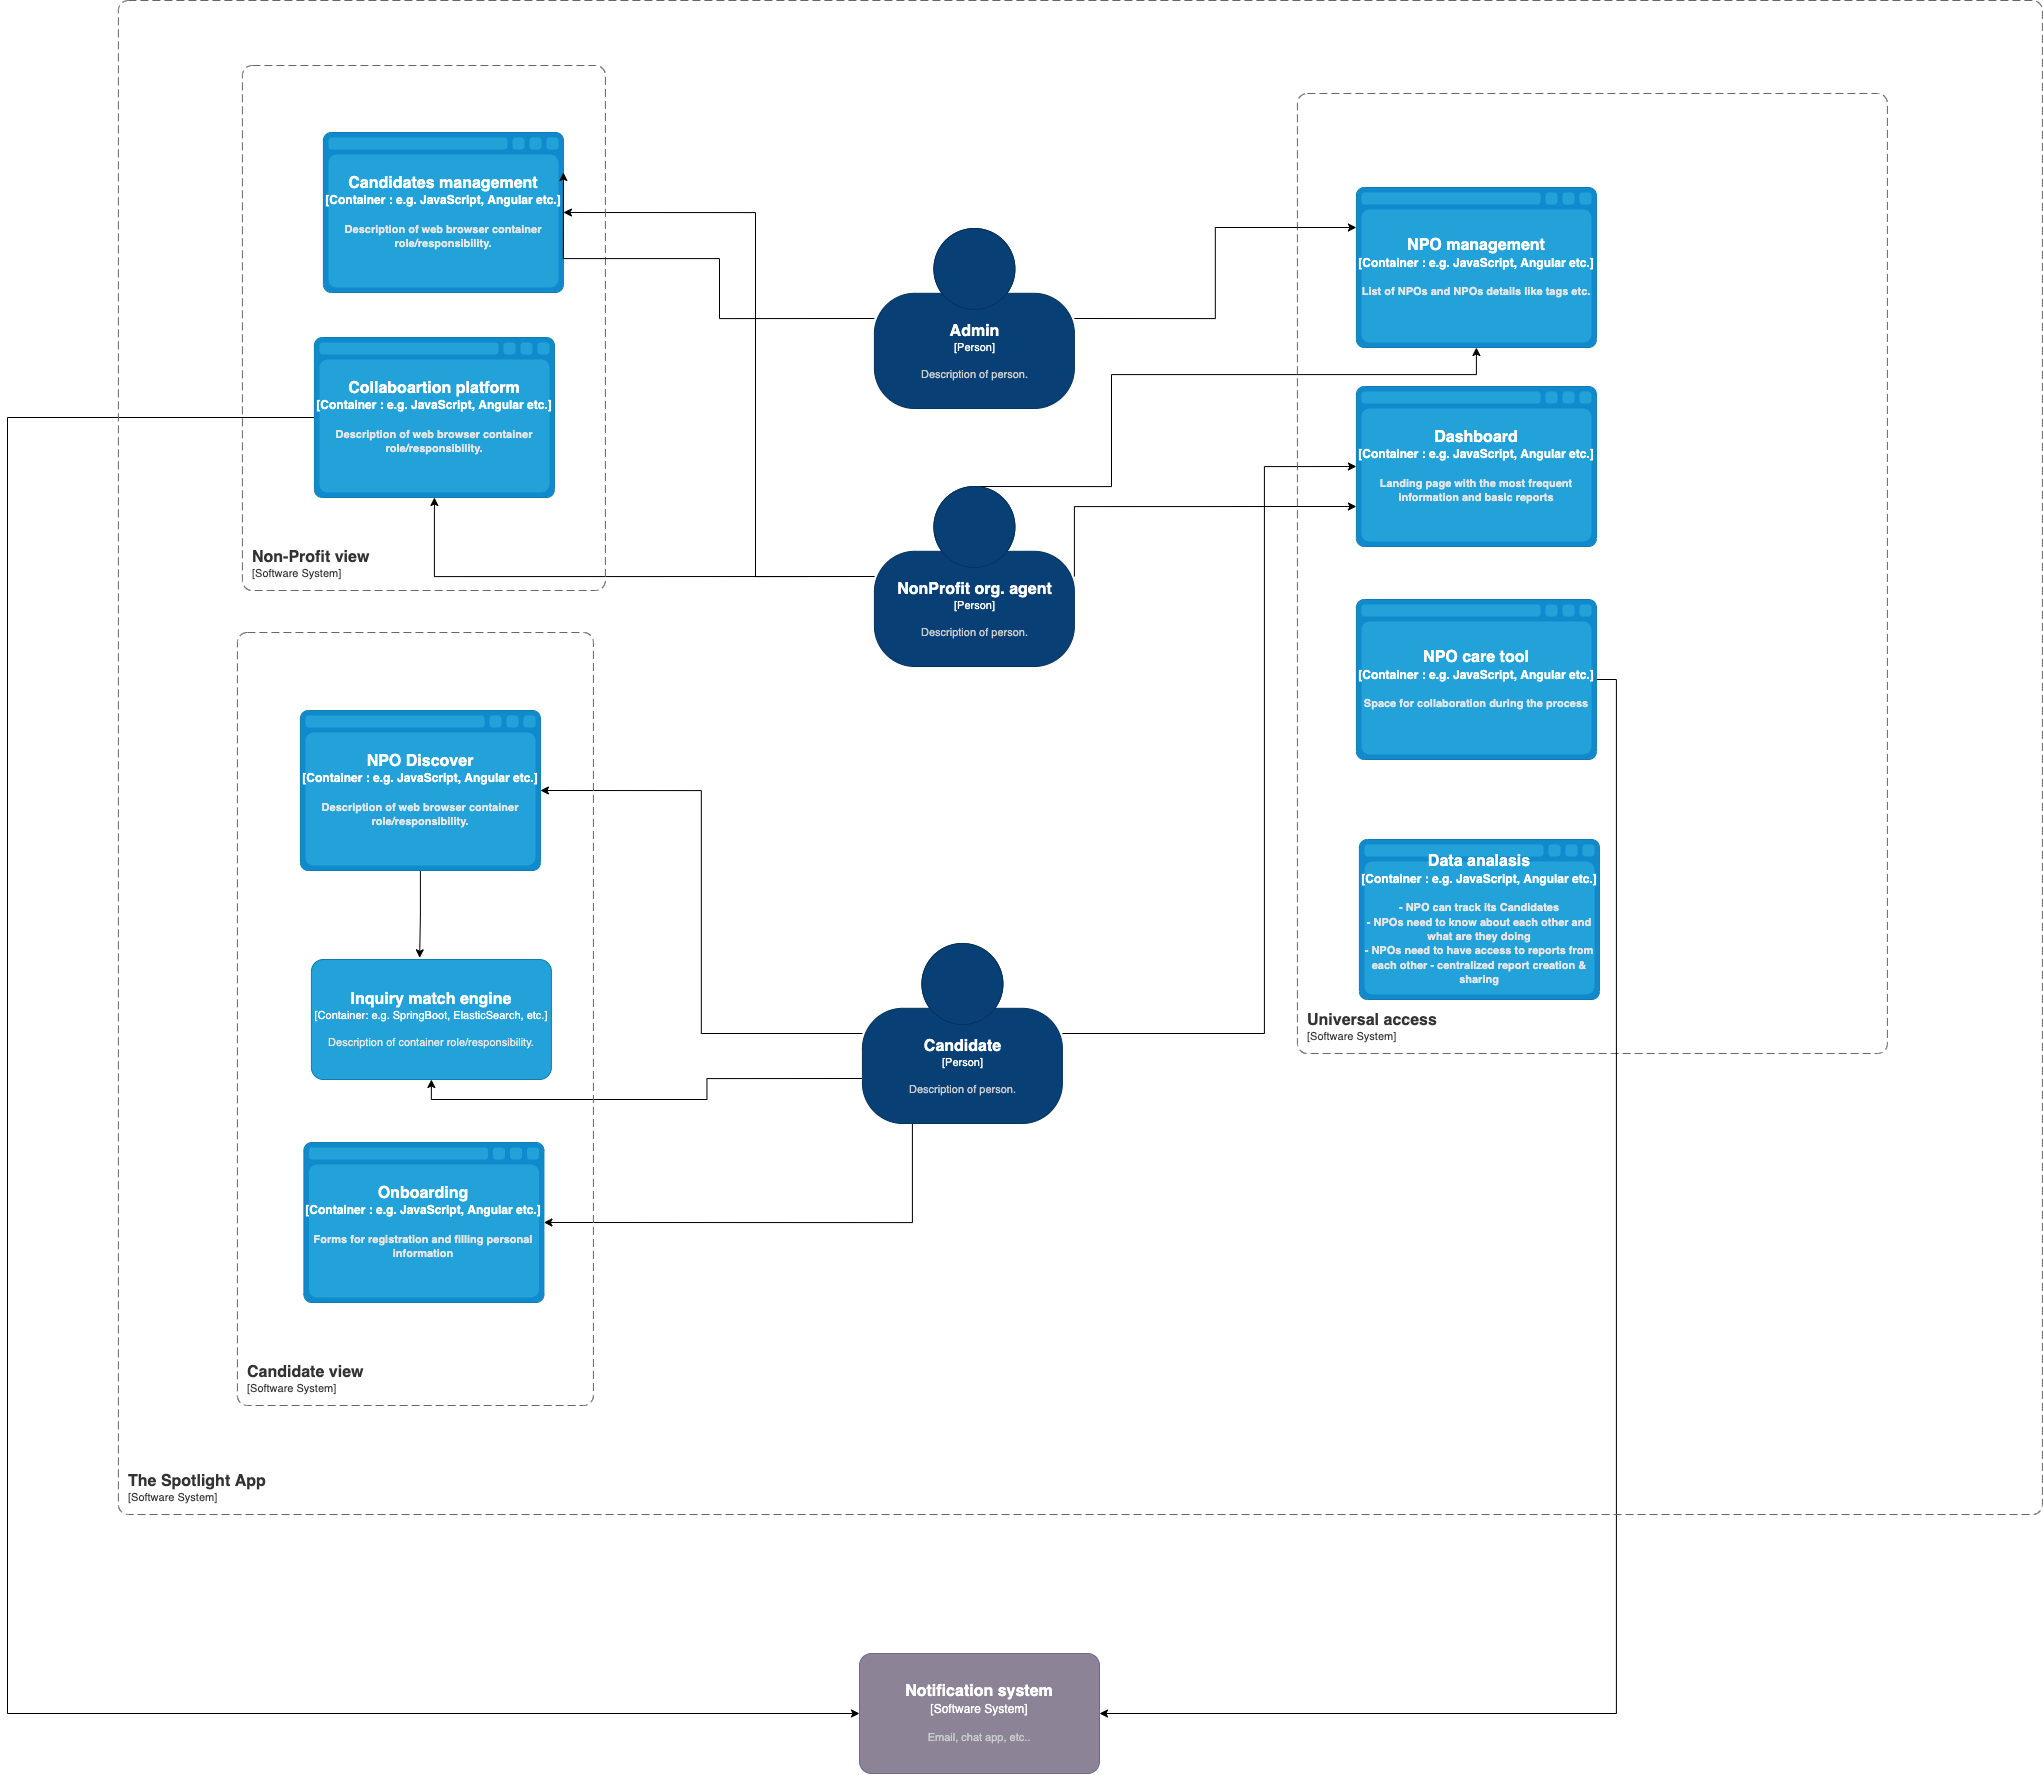 Candidates management
[Container : e.g. JavaScript, Angular etc.]
Description of web browser container
role/responsibility.
Collaboartion platform
[Container : e.g. JavaScript, Angular etc.]
Description of web browser container
role/responsibility.
Non-Profit view
[Software System]
Admin
[Person]
Description of person.
NonProfit org. agent
[Person]
Description of person.
NPO management
[Container : e.g. JavaScript, Angular etc.]
List of NPOs and NPOs details like tags etc.
Dashboard
[Container : e.g. JavaScript, Angular etc.]
Landing page with the most frequent
information and basic reports
NPO care tool
[Container : e.g. JavaScript, Angular etc.]
Space for collaboration during the process
Data analasis
[Container : e.g. JavaScript, Angular etc.]
- NPO can track its Candidates
- NPOs need to know about each other and
what are they doing
- NPOs need to have access to reports from
each other - centralized report creation &
sharing
Universal access
[Software System]
NPO Discover
[Container : e.g. JavaScript, Angular etc.]
Description of web browser container
role/responsibility.
Inquiry match engine
[Container: e.g. SpringBoot, ElasticSearch, etc.]
Description of container role/responsibility.
Onboarding
[Container : e.g. JavaScript, Angular etc.]
Forms for registration and filling personal
information
Candidate view
[Software System]
Candidate
[Person]
Description of person.
The Spotlight App
[Software System]
Notification system
[Software System]
Email, chat app, etc..